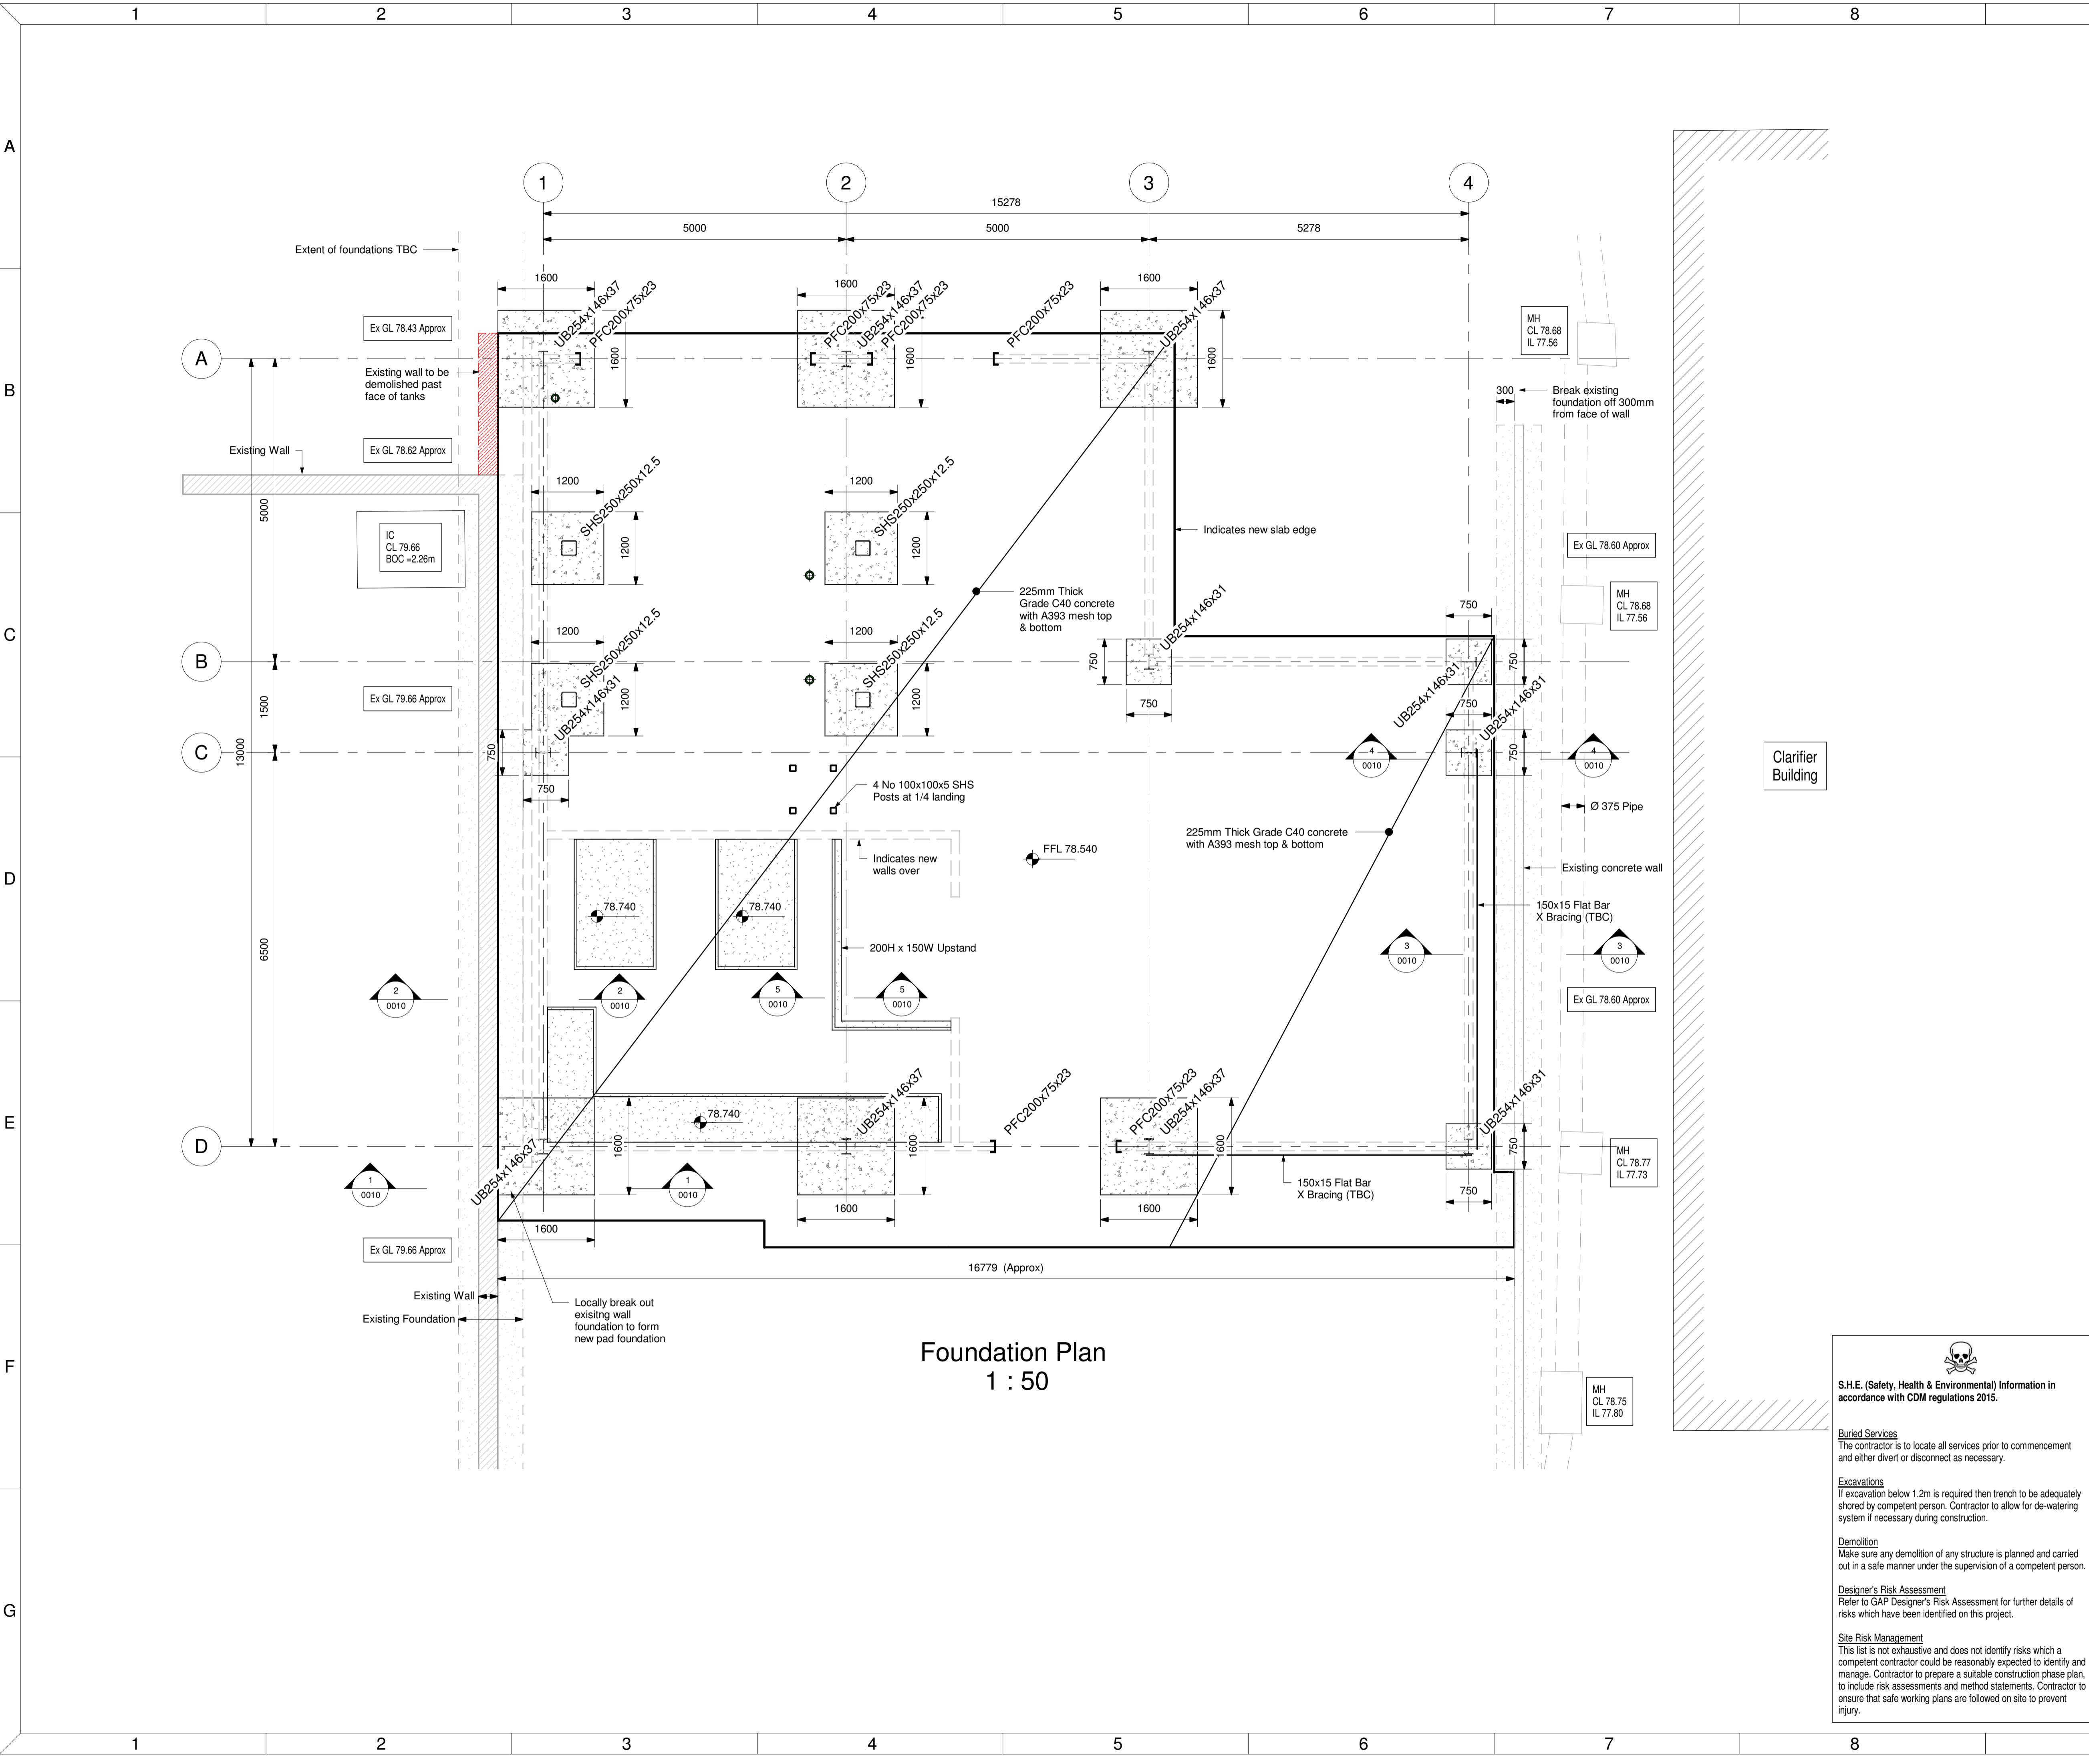 1 2 3 4 5 6 7 8
A
B
C
D
E
F
G
1 2 3 4
15278
5000 5000 5278
Extent of foundations TBC
1600
1600
1600
UB254x146x37
PFC200x75x23
PFC200x75x23
UB254x146x37
PFC200x75x23
PFC200x75x23
UB254x146x37
1600
1600
1600
Ex GL 78.43 Approx
MH
CL 78.68
IL 77.56
A
Existing wall to be
demolished past
face of tanks
300
Break existing
foundation off 300mm
from face of wall
Existing Wall
Ex GL 78.62 Approx
5000
1200
SHS250x250x12.5
1200
1200
SHS250x250x12.5
1200
Indicates new slab edge
IC
CL 79.66
BOC =2.26m
Ex GL 78.60 Approx
225mm Thick
Grade C40 concrete
with A393 mesh top
& bottom
MH
CL 78.68
IL 77.56
1200
SHS250x250x12.5
1200
1200
SHS250x250x12.5
1200
UB254x146x31
750
750
750
750
UB254x146x31
750
B
Ex GL 79.66 Approx
1500
UB254x146x31
750
750
750
UB254x146x31
750
C
13000
4
0010
4
0010
Clarifier
Building
4 No 100x100x5 SHS
Posts at 1/4 landing
Ø 375 Pipe
225mm Thick Grade C40 concrete
with A393 mesh top & bottom
Indicates new
walls over
FFL 78.540
Existing concrete wall
78.740
78.740
150x15 Flat Bar
X Bracing (TBC)
6500
200H x 150W Upstand
3
0010
3
0010
2
0010
2
0010
5
0010
5
0010
Ex GL 78.60 Approx
78.740
UB254x146x37
PFC200x75x23
PFC200x75x23
UB254x146x37
UB254x146x31
D
UB254x146x37
1600
1600
1600
750
750
MH
CL 78.77
IL 77.73
1
0010
1
0010
150x15 Flat Bar
X Bracing (TBC)
1600
1600
1600
Ex GL 79.66 Approx
16779 (Approx)
Existing Wall
Existing Foundation
Locally break out
exisitng wall
foundation to form
new pad foundation
Foundation Plan
1 : 50
MH
CL 78.75
IL 77.80
S.H.E. (Safety, Health & Environmental) Information in
accordance with CDM regulations 2015.
Buried Services
The contractor is to locate all services prior to commencement
and either divert or disconnect as necessary.
Excavations
If excavation below 1.2m is required then trench to be adequately
shored by competent person. Contractor to allow for de-watering
system if necessary during construction.
Demolition
Make sure any demolition of any structure is planned and carried
out in a safe manner under the supervision of a competent person.
Designer's Risk Assessment
Refer to GAP Designer's Risk Assessment for further details of
risks which have been identified on this project.
Site Risk Management
This list is not exhaustive and does not identify risks which a
competent contractor could be reasonably expected to identify and
manage. Contractor to prepare a suitable construction phase plan,
to include risk assessments and method statements. Contractor to
ensure that safe working plans are followed on site to prevent
injury.
1 2 3 4 5 6 7 8